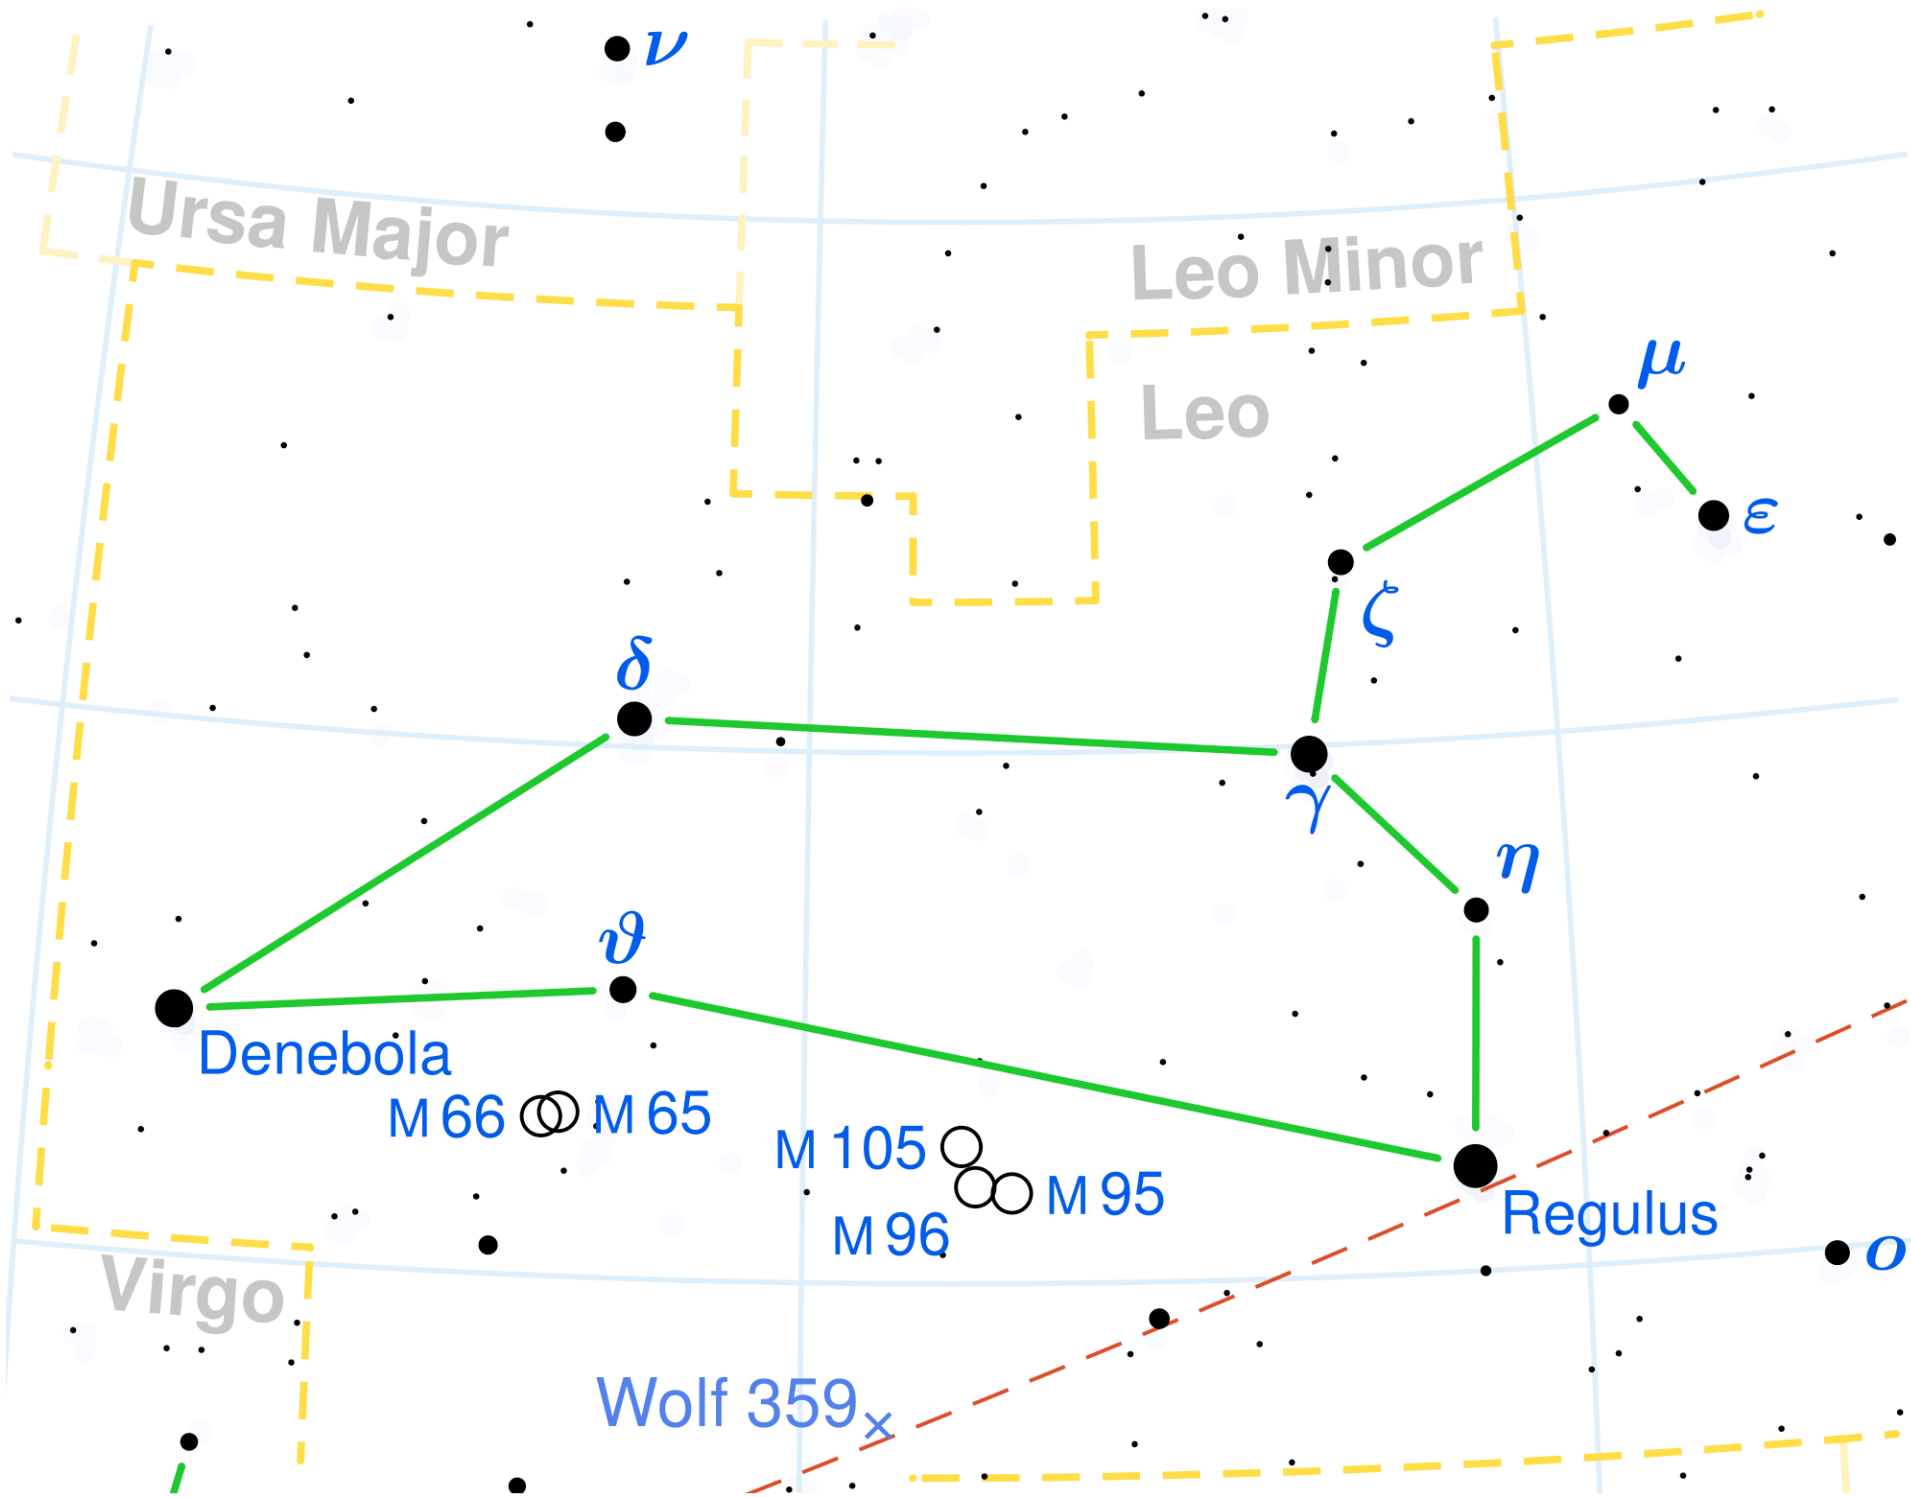 ν
Ursa Major
Leo Minor
μ
Leo
ε
ζ
δ
γ
η
ϑ
Denebola
M 66
M 65
M 105
M 95
M 96
Regulus
ο
Virgo
Wolf 359